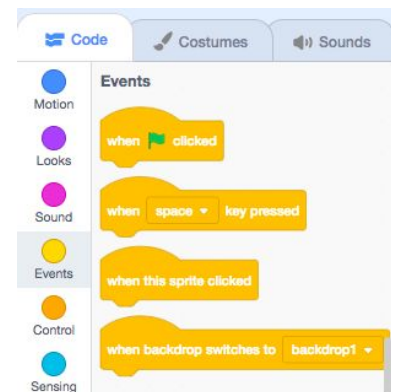 Code Costumes Sounds
Motion
Looks
Sound
Events
Control
Sensing
Events
when clicked
when space key pressed
when this sprite clicked
when backdrop switches to backdrop1